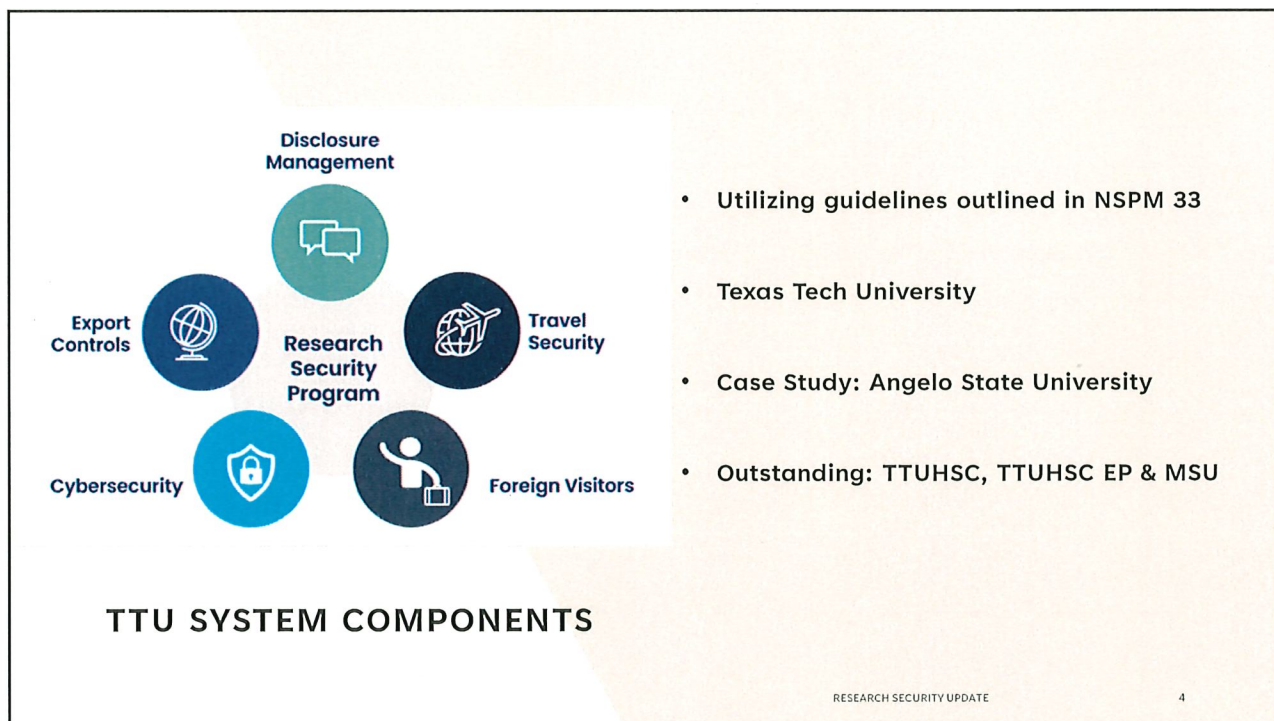 Disclosure
Management
Export
Controls
Travel
Security
Research
Security
Program
Cybersecurity
Foreign Visitors
• Utilizing guidelines outlined in NSPM 33
• Texas Tech University
• Case Study: Angelo State University
• Outstanding: TTUHSC, TTUHSC EP & MSU
TTU SYSTEM COMPONENTS
RESEARCH SECURITY UPDATE
4